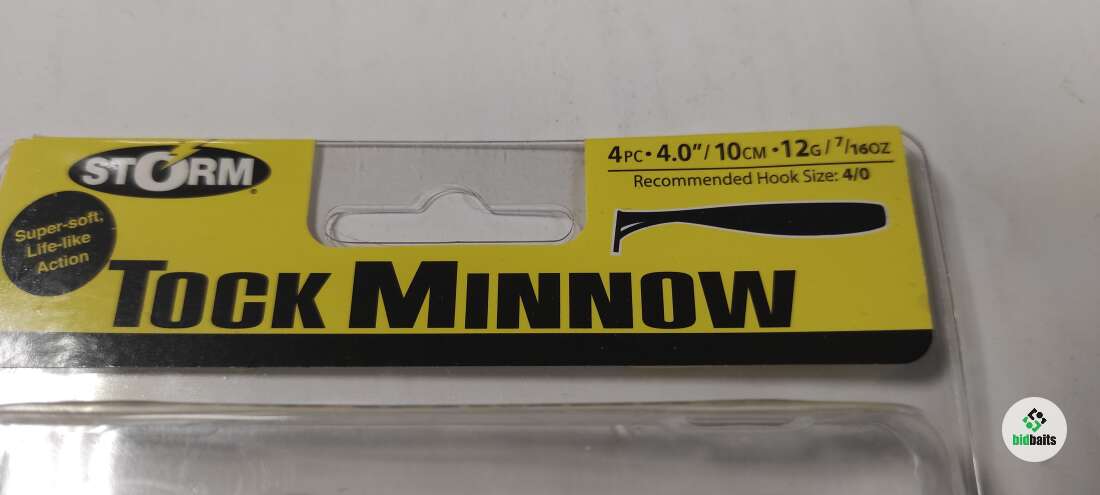 STORM®
Super-soft,
Life-like
Action
4PC • 4.0"/10CM • 12G/7/16OZ
Recommended Hook Size: 4/0
TOCK MINNOW
bidbaits